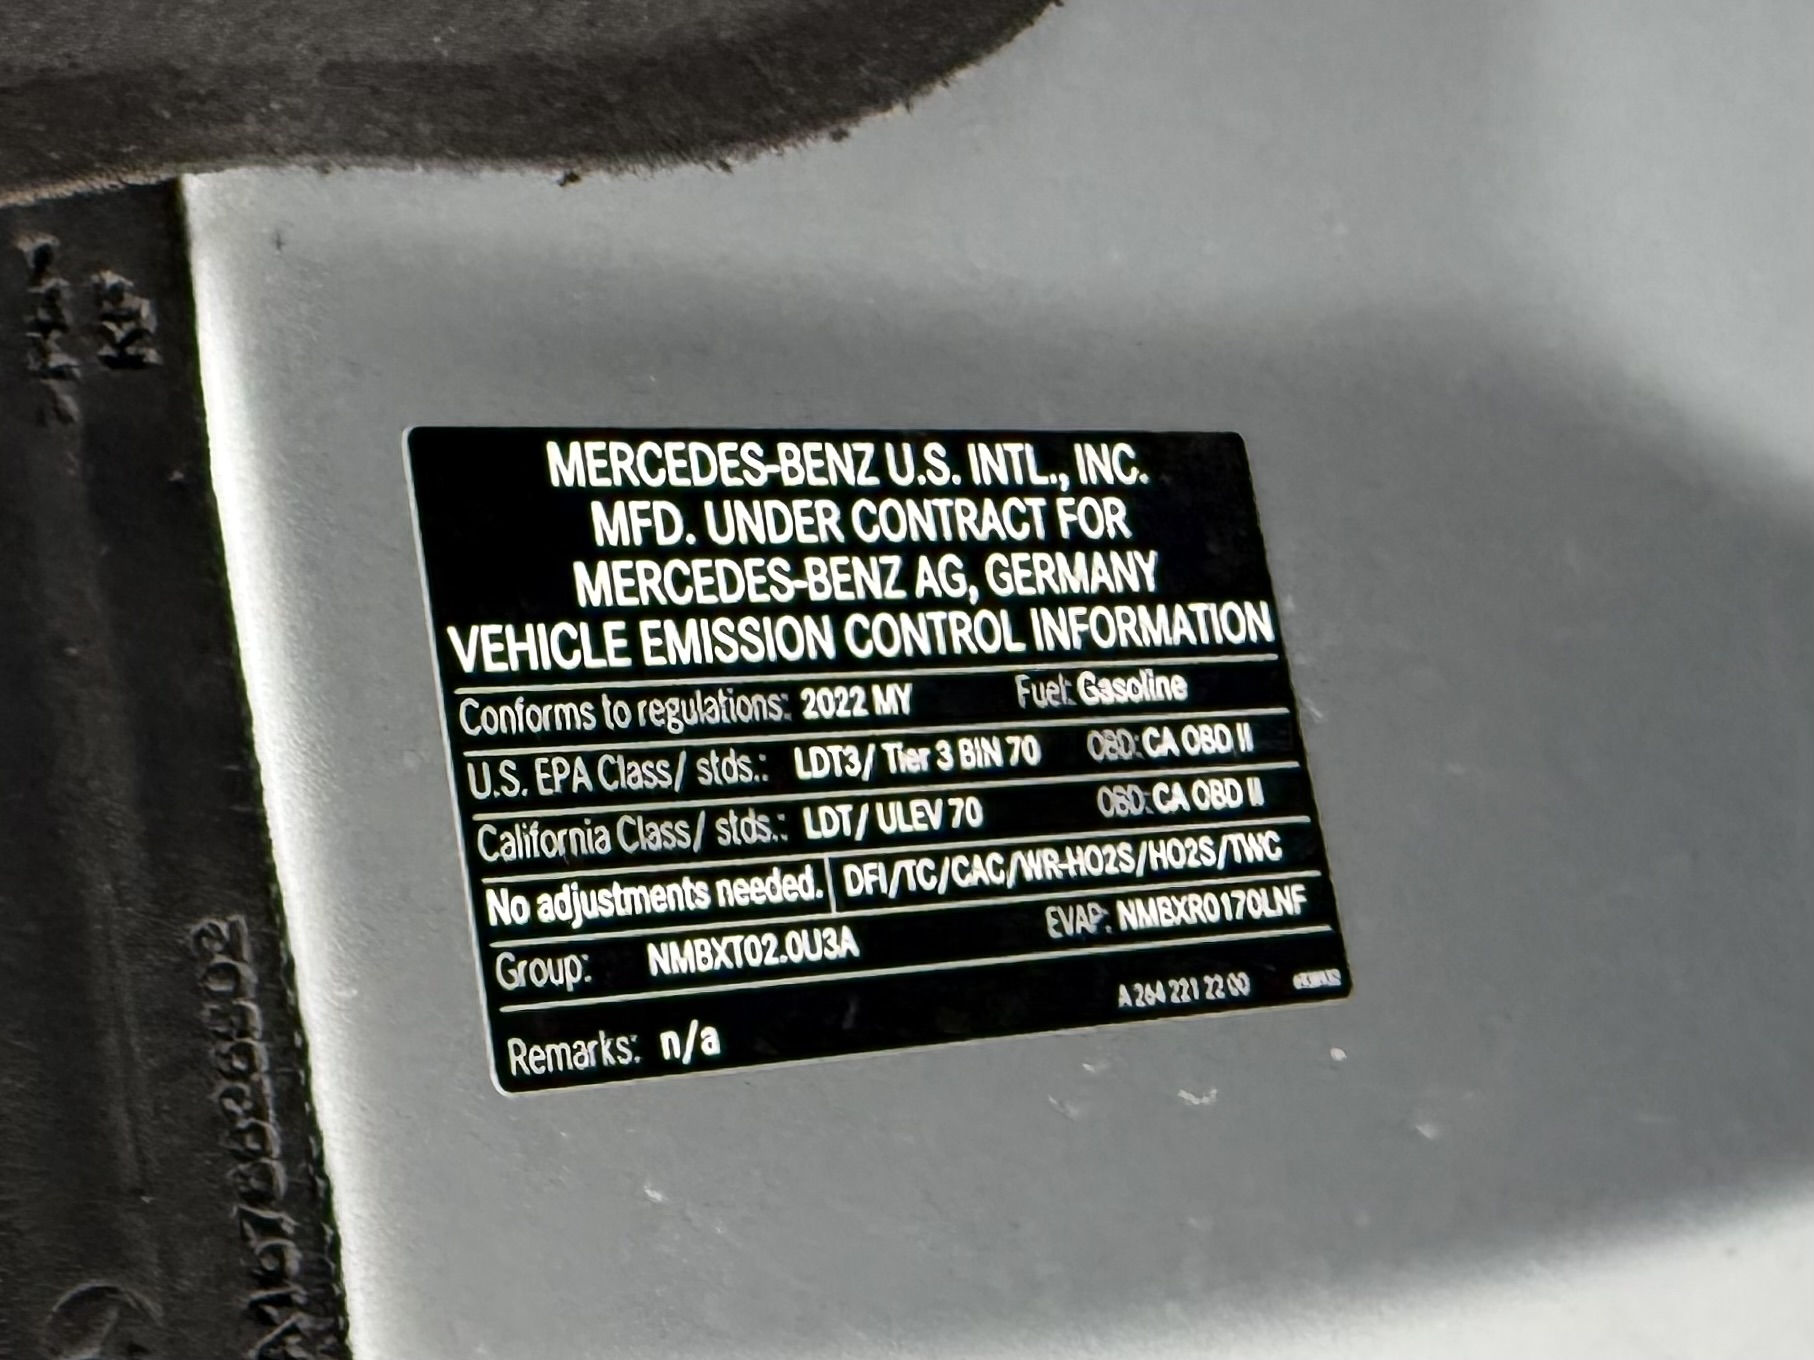 MERCEDES-BENZ U.S. INTL., INC.
MFD. UNDER CONTRACT FOR
MERCEDES-BENZ AG, GERMANY
VEHICLE EMISSION CONTROL INFORMATION
Conforms to regulations: 2022 MY Fuel: Gasoline
U.S. EPA Class/ stds.: LDT3/ Tier 3 BIN 70 OBD: CA OBD II
California Class/ stds.: LDT/ ULEV 70 OBD: CA OBD II
No adjustments needed. DFI/TC/CAC/WR-HO2S/HO2S/TWC
Group: NMBXT02.0U3A EVAP: NMBXR0170LNF
A 264 221 22 00
Remarks: n/a